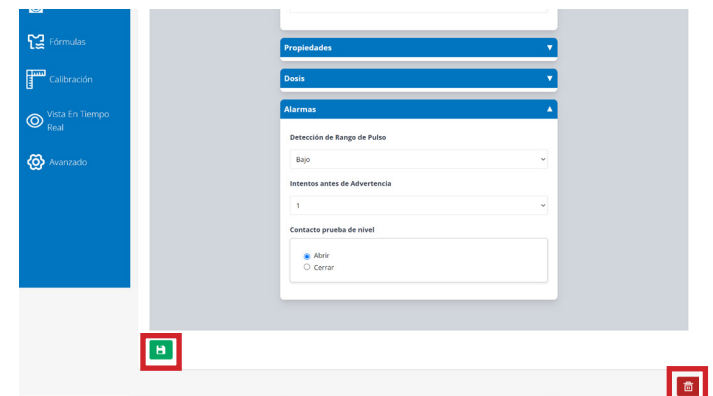 Fórmulas
Calibración
Vista En Tiempo
Real
Avanzado
Propiedades
Dosis
Alarmas
Detección de Rango de Pulso
Bajo
Intentos antes de Advertencia
1
Contacto prueba de nivel
Abrir
Cerrar